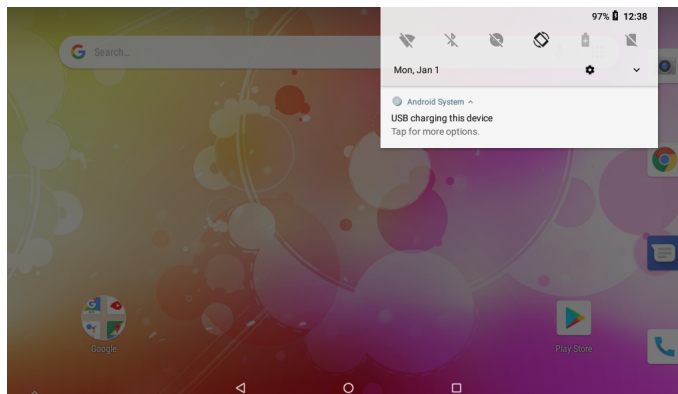 97% 12:38
Search...
Mon, Jan 1
Android System
USB charging this device
Tap for more options.
Google
Play Store